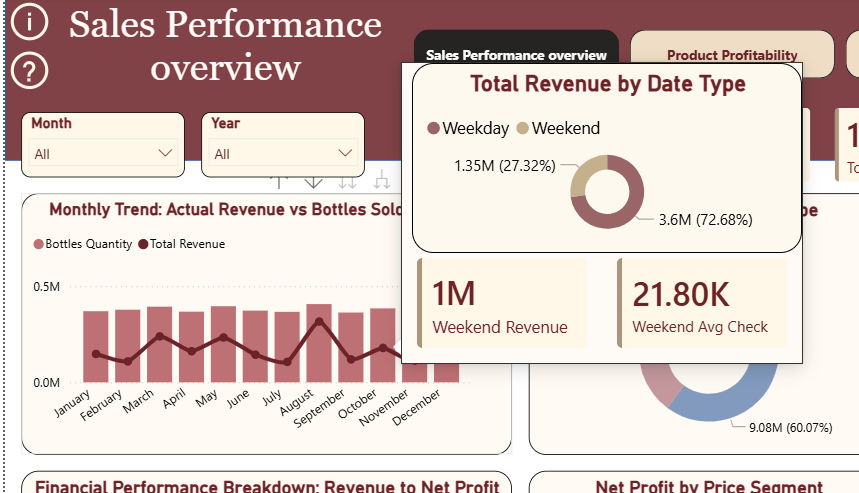 i
Sales Performance
overview
?
Sales Performance overview
Product Profitability
Month
All
Year
All
Total Revenue by Date Type
Weekday
Weekend
1.35M (27.32%)
3.6M (72.68%)
1M
Weekend Revenue
21.80K
Weekend Avg Check
Monthly Trend: Actual Revenue vs Bottles Sold
Bottles Quantity
Total Revenue
0.5M
0.0M
January
February
March
April
May
June
July
August
September
October
November
December
9.08M (60.07%)
Financial Performance Breakdown: Revenue to Net Profit
Net Profit by Price Segment